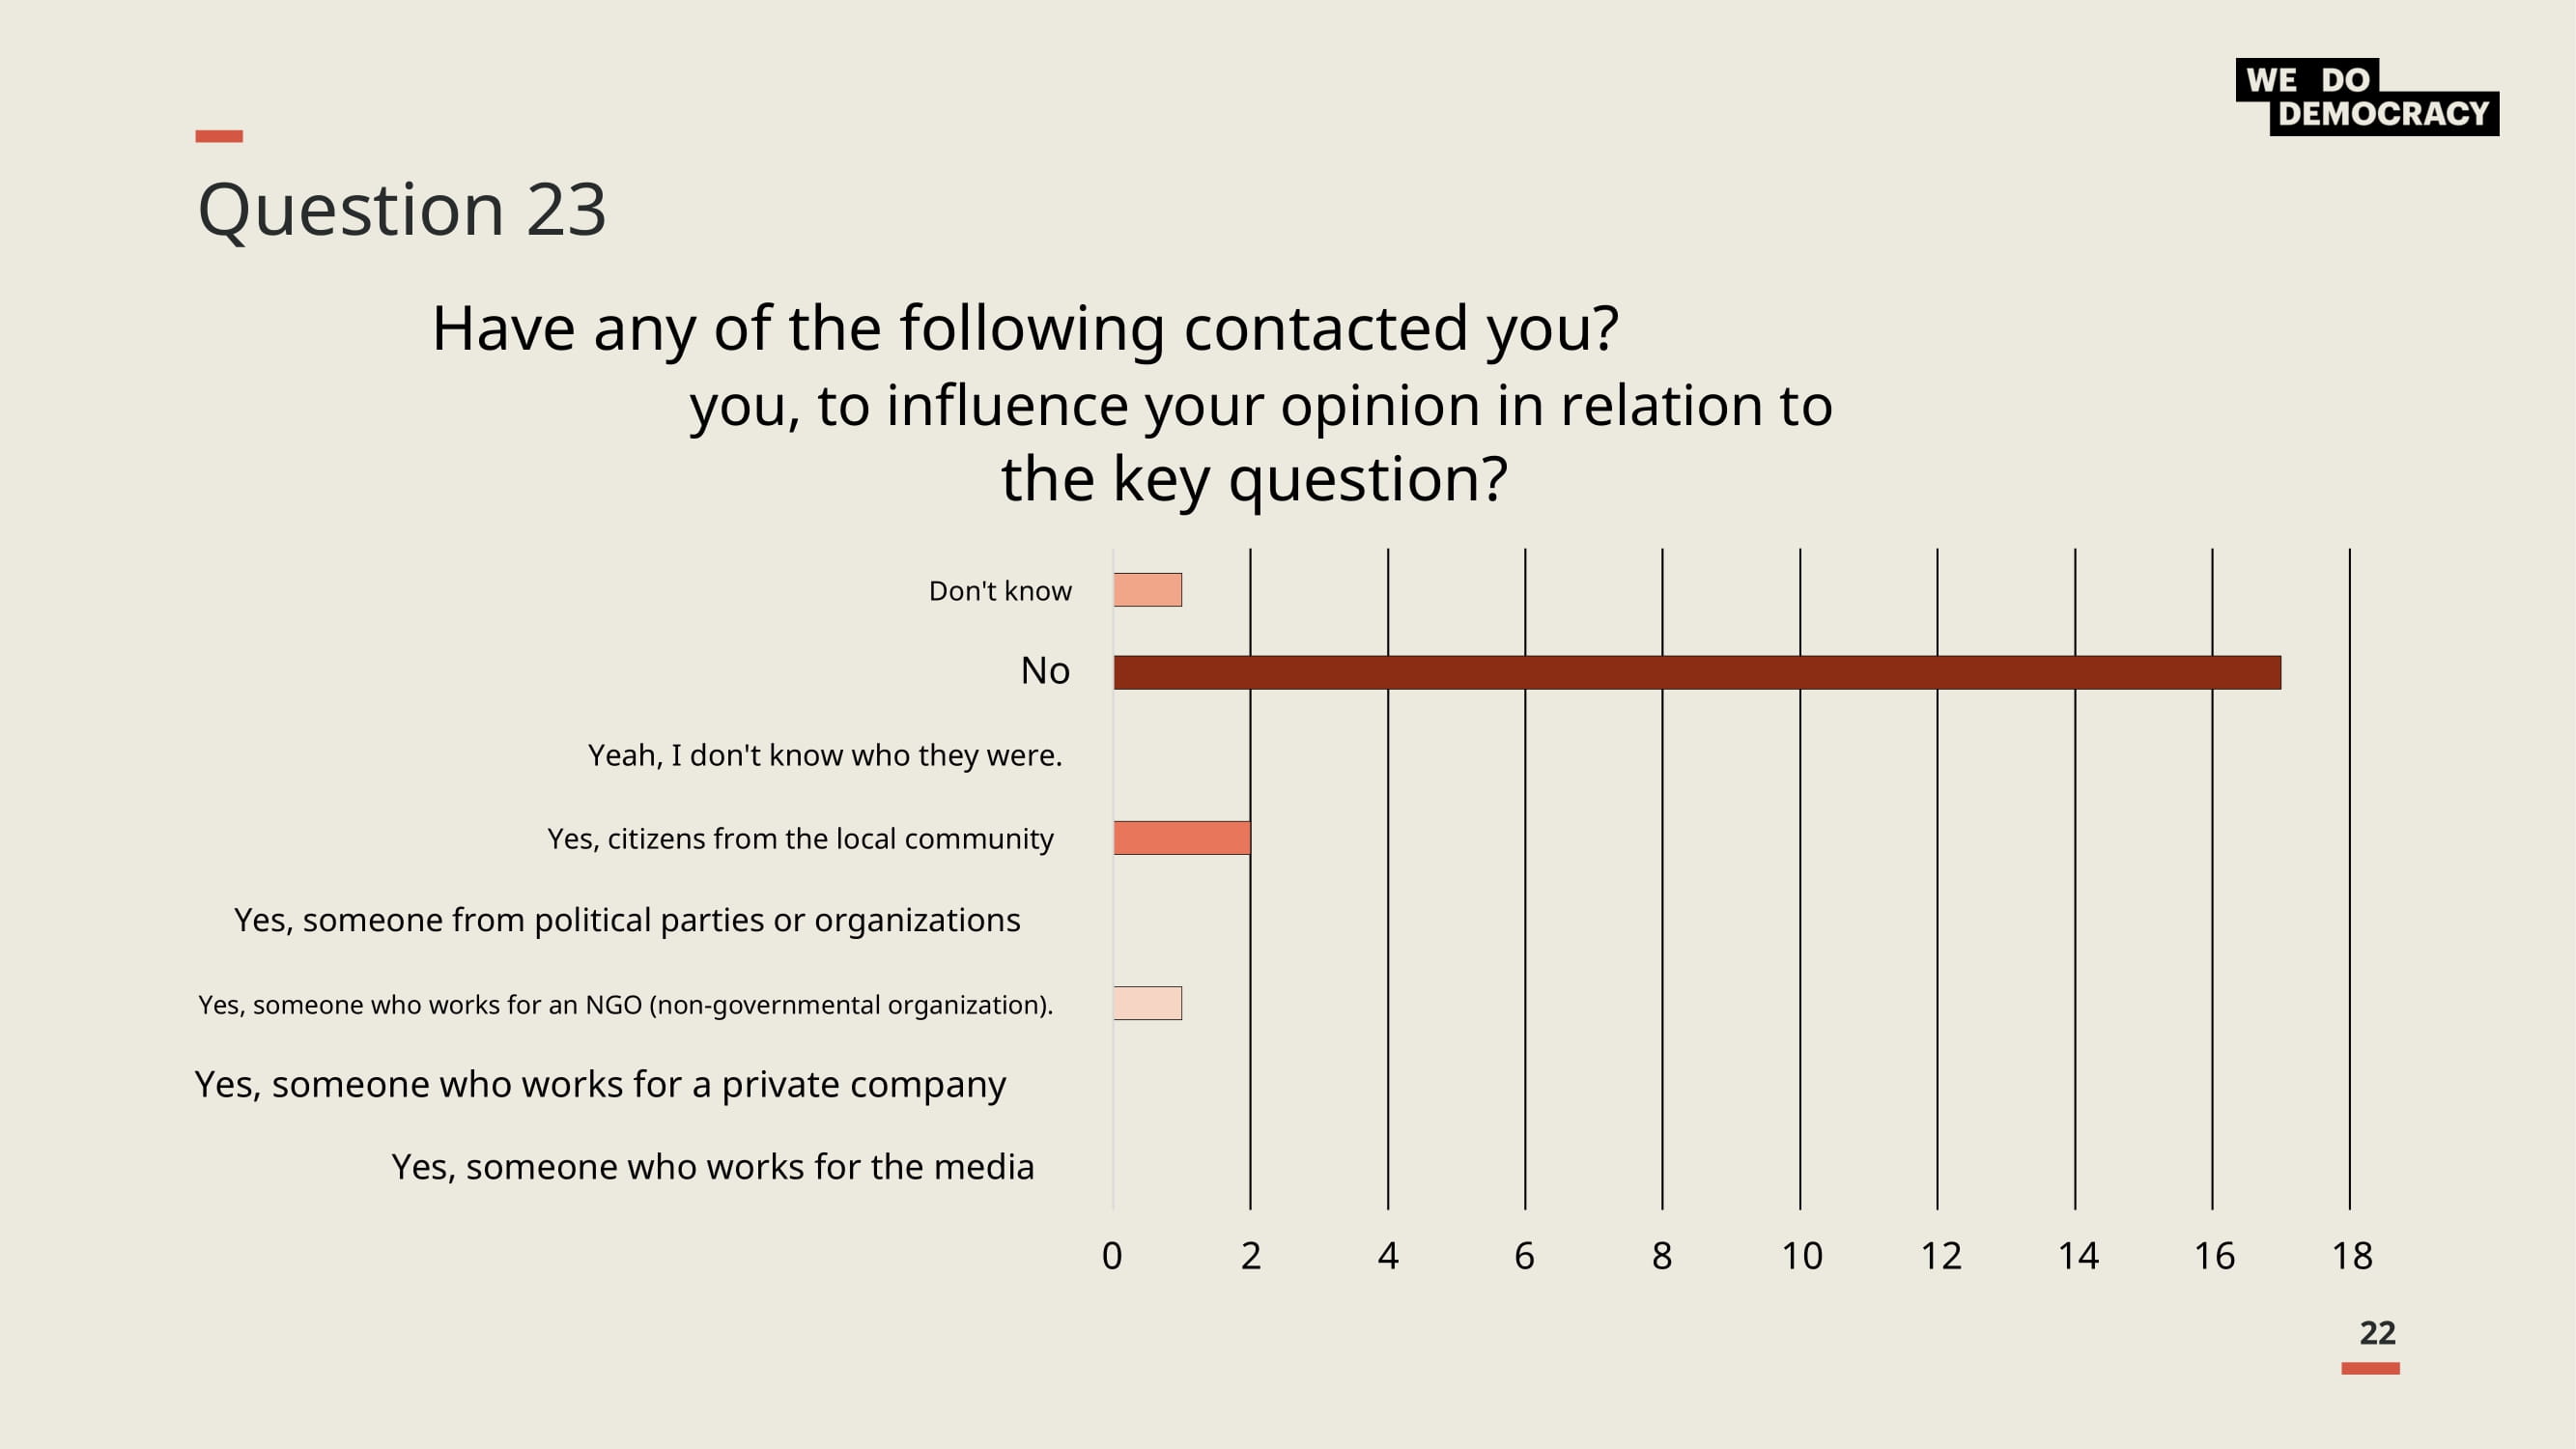 WE DO
DEMOCRACY
Question 23
Have any of the following contacted you?
you, to influence your opinion in relation to
the key question?
Don't know
No
Yeah, I don't know who they were.
Yes, citizens from the local community
Yes, someone from political parties or organizations
Yes, someone who works for an NGO (non-governmental organization).
Yes, someone who works for a private company
Yes, someone who works for the media
0 2 4 6 8 10 12 14 16 18
22